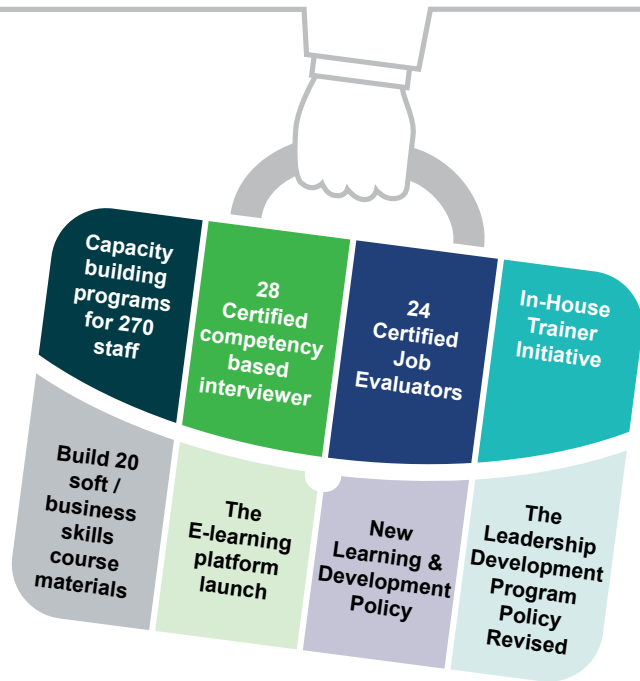 Capacity
building
programs
for 270
staff
28
Certified
competency
based
interviewer
24
Certified
Job
Evaluators
In-House
Trainer
Initiative
Build 20
soft /
business
skills
course
materials
The
E-learning
platform
launch
New
Learning &
Development
Policy
The
Leadership
Development
Program
Policy
Revised